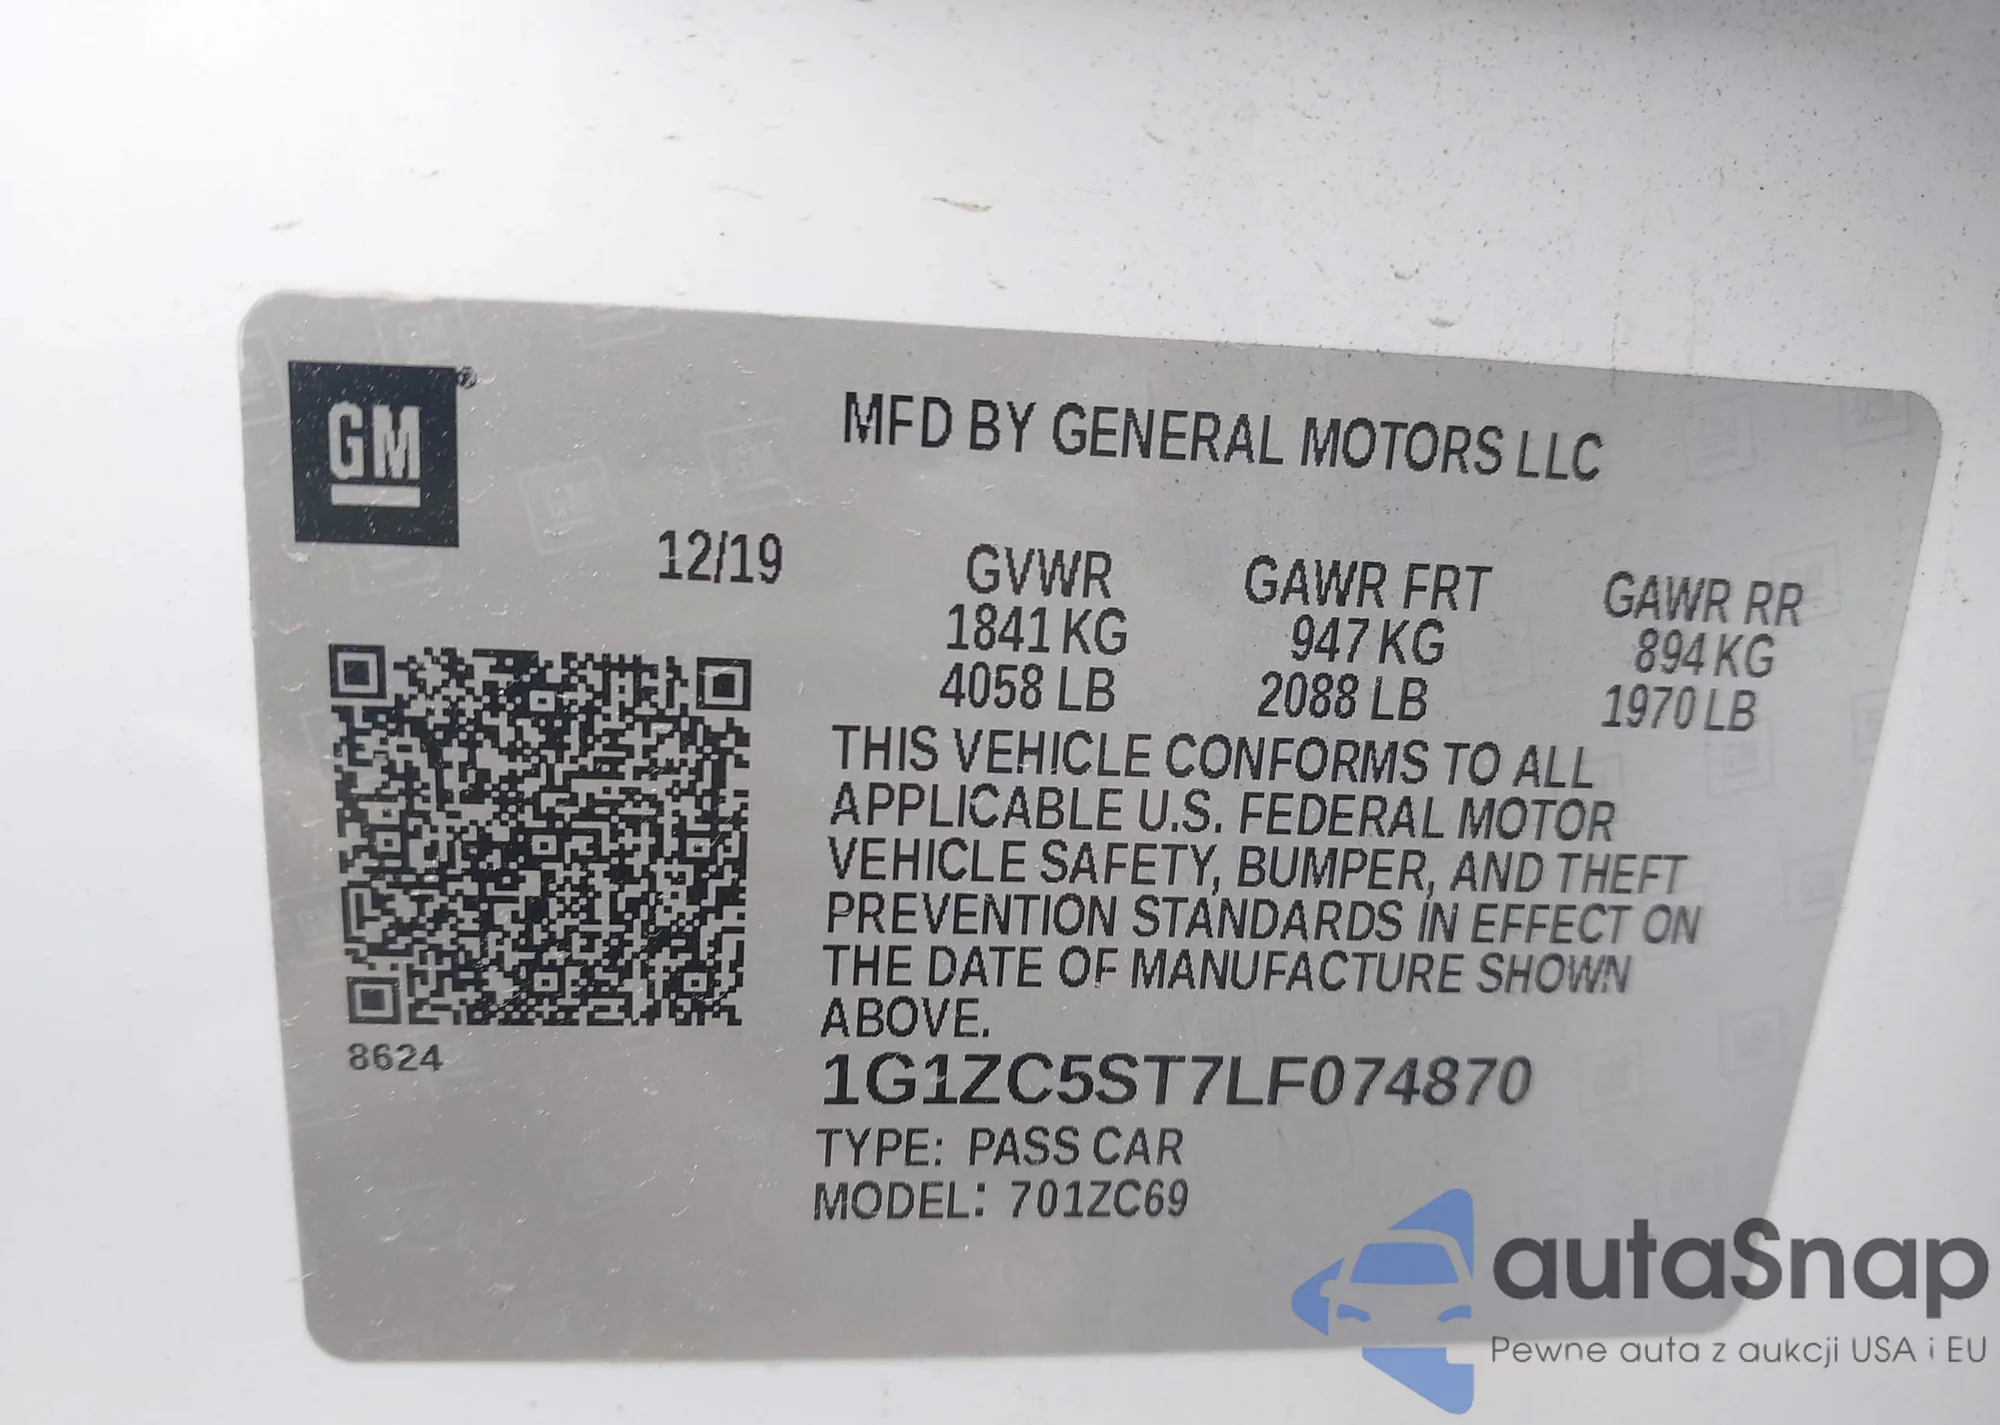 GM®
MFD BY GENERAL MOTORS LLC
12/19
GVWR GAWR FRT GAWR RR
1841 KG 947 KG 894 KG
4058 LB 2088 LB 1970 LB
THIS VEHICLE CONFORMS TO ALL
APPLICABLE U.S. FEDERAL MOTOR
VEHICLE SAFETY, BUMPER, AND THEFT
PREVENTION STANDARDS IN EFFECT ON
THE DATE OF MANUFACTURE SHOWN
ABOVE.
8624
1G1ZC5ST7LF074870
TYPE: PASS CAR
MODEL: 701ZC69
autaSnap
Pewne auta z aukcji USA i EU